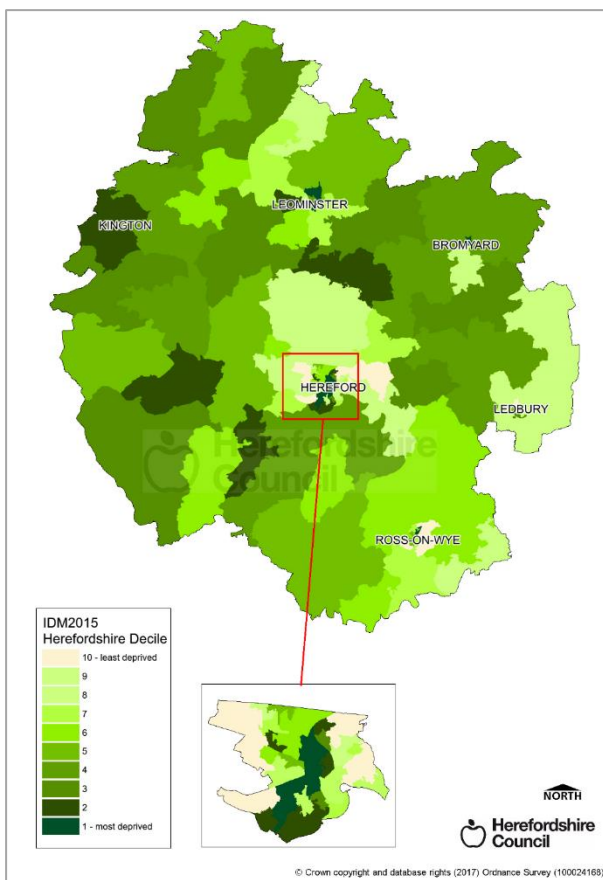 LEOMINSTER
KINGTON
BROMYARD
HEREFORD
LEDBURY
Herefordshire
Council
ROSS-ON-WYE
IDM2015
Herefordshire Decile
10 - least deprived
9
8
7
6
5
4
3
2
1 - most deprived
NORTH
Herefordshire
Council
© Crown copyright and database rights (2017) Ordnance Survey (100024168)